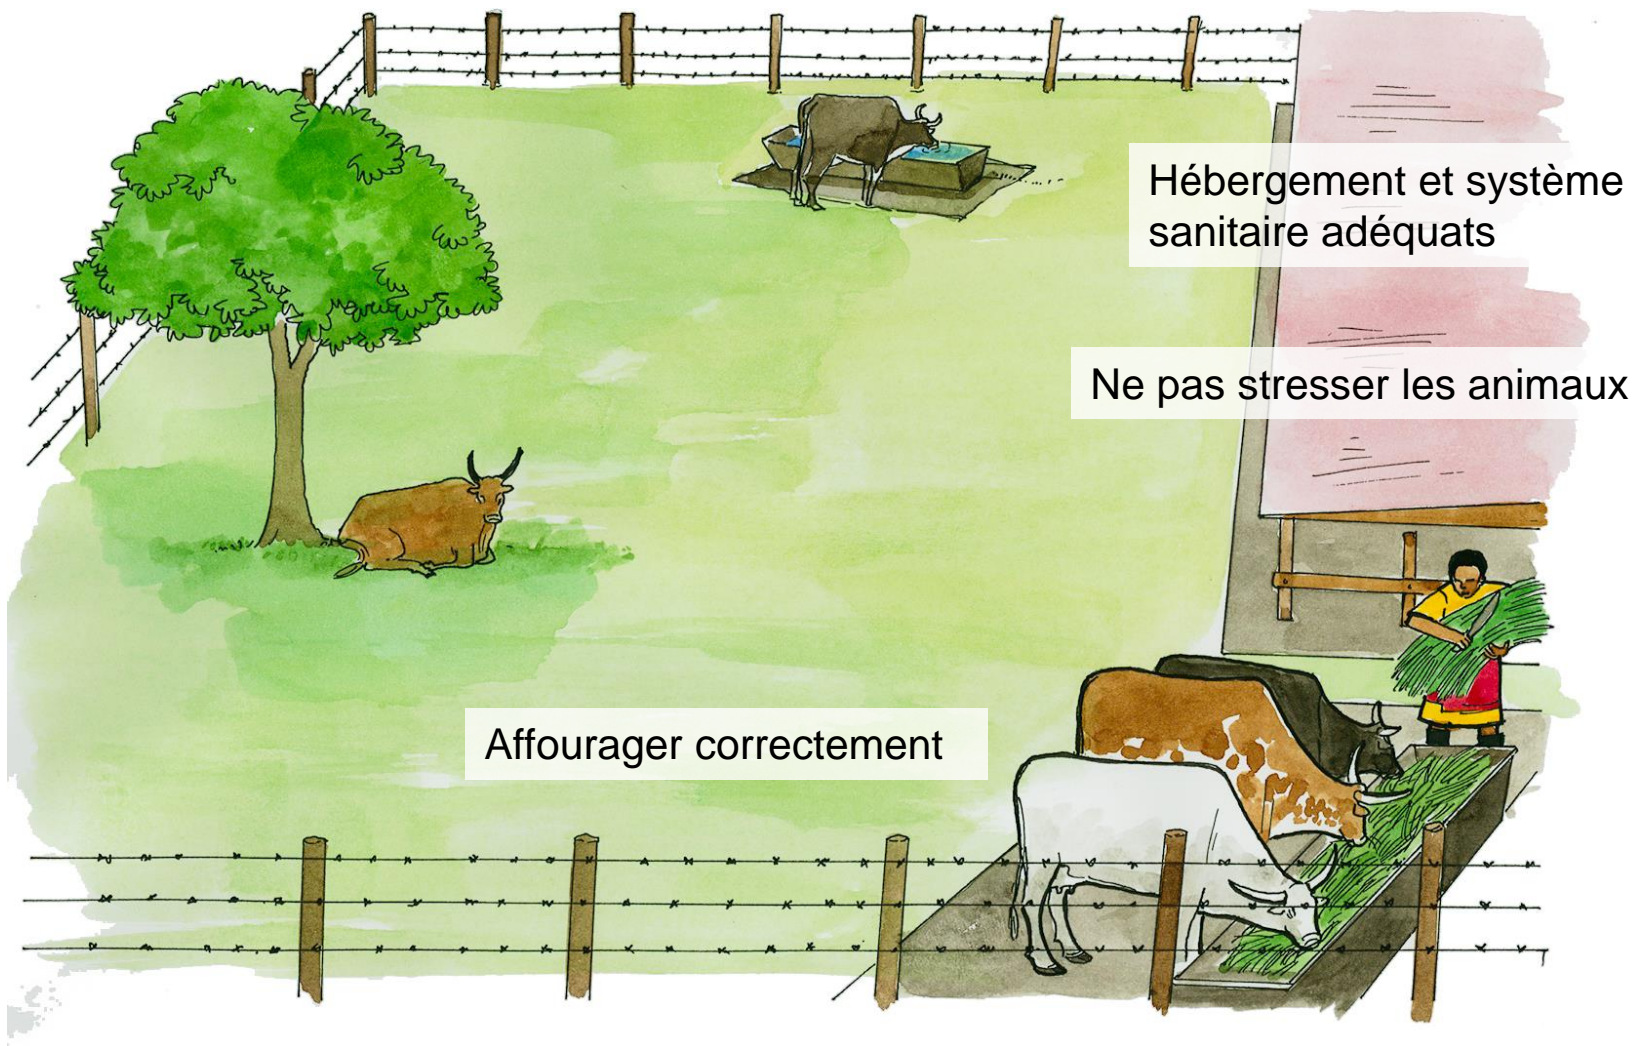 Hébergement et système
sanitaire adéquats
Ne pas stresser les animaux
Affourager correctement